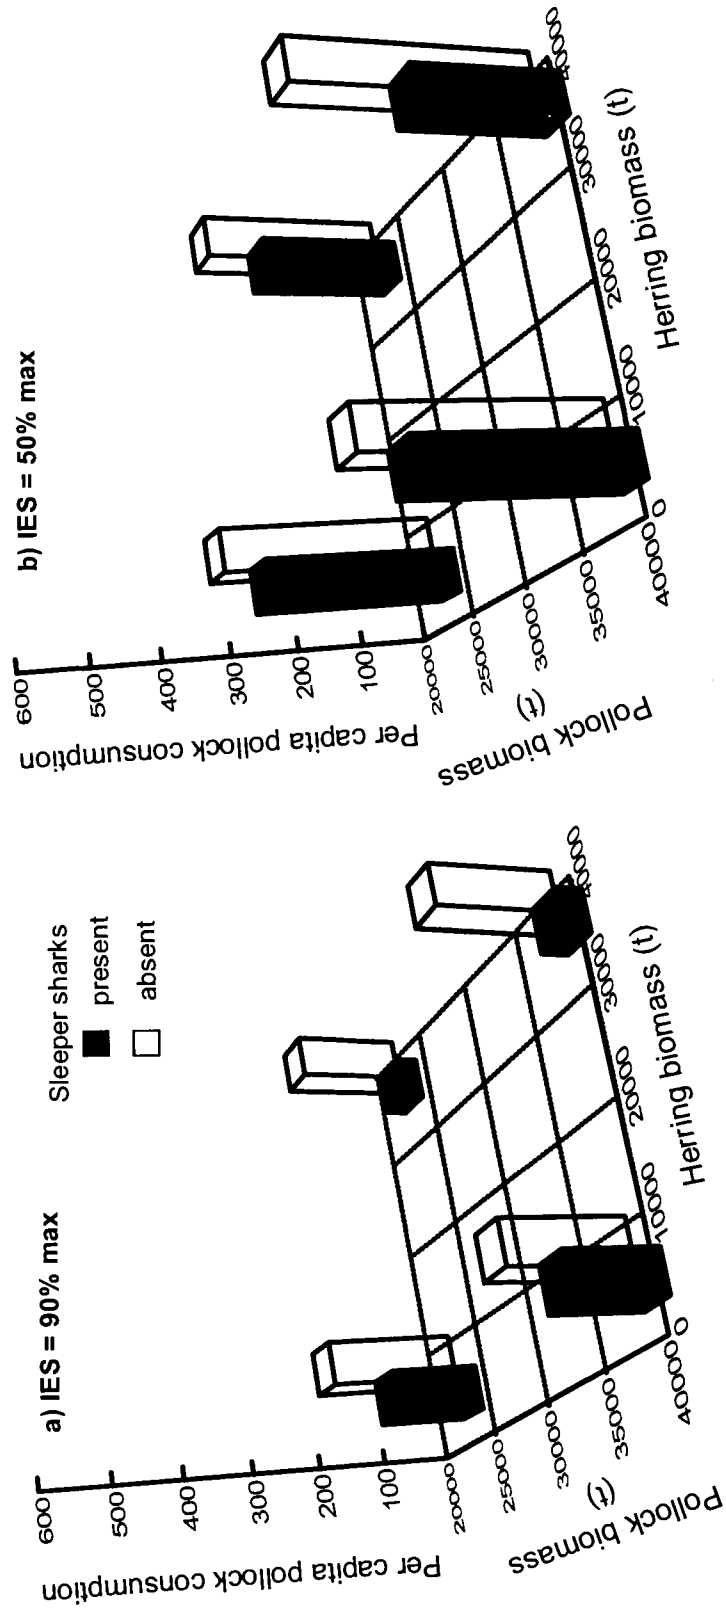 a) IES = 90% max
Sleeper sharks
present
absent
Per capita pollock consumption
600
500
400
300
200
100
20000
25000
30000
35000
40000
Pollock biomass
(t)
0
10000
20000
30000
40000
Herring biomass (t)
b) IES = 50% max
Per capita pollock consumption
600
500
400
300
200
100
20000
25000
30000
35000
40000
Pollock biomass
(t)
0
10000
20000
30000
40000
Herring biomass (t)